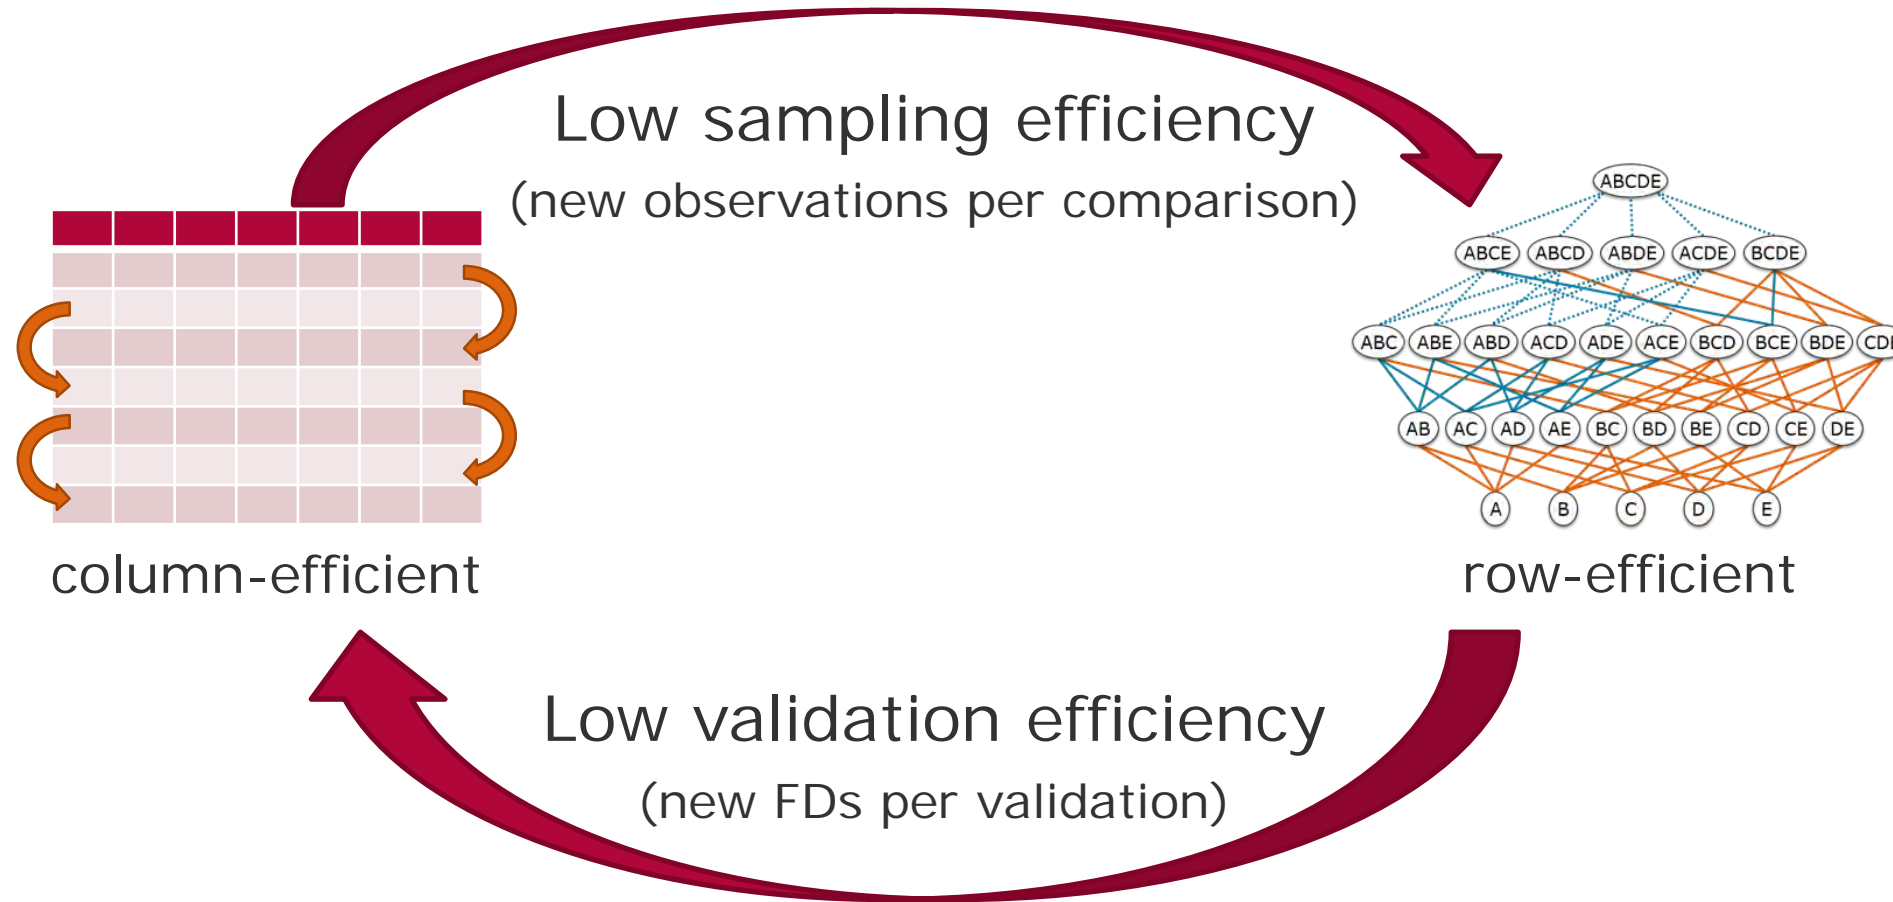 Low sampling efficiency
(new observations per comparison)
ABCDE
ABCE ABCD ABDE ACDE BCDE
ABC ABE ABD ACD ADE ACE BCD BCE BDE CDE
AB AC AD AE BC BD BE CD CE DE
A B C D E
column-efficient
row-efficient
Low validation efficiency
(new FDs per validation)